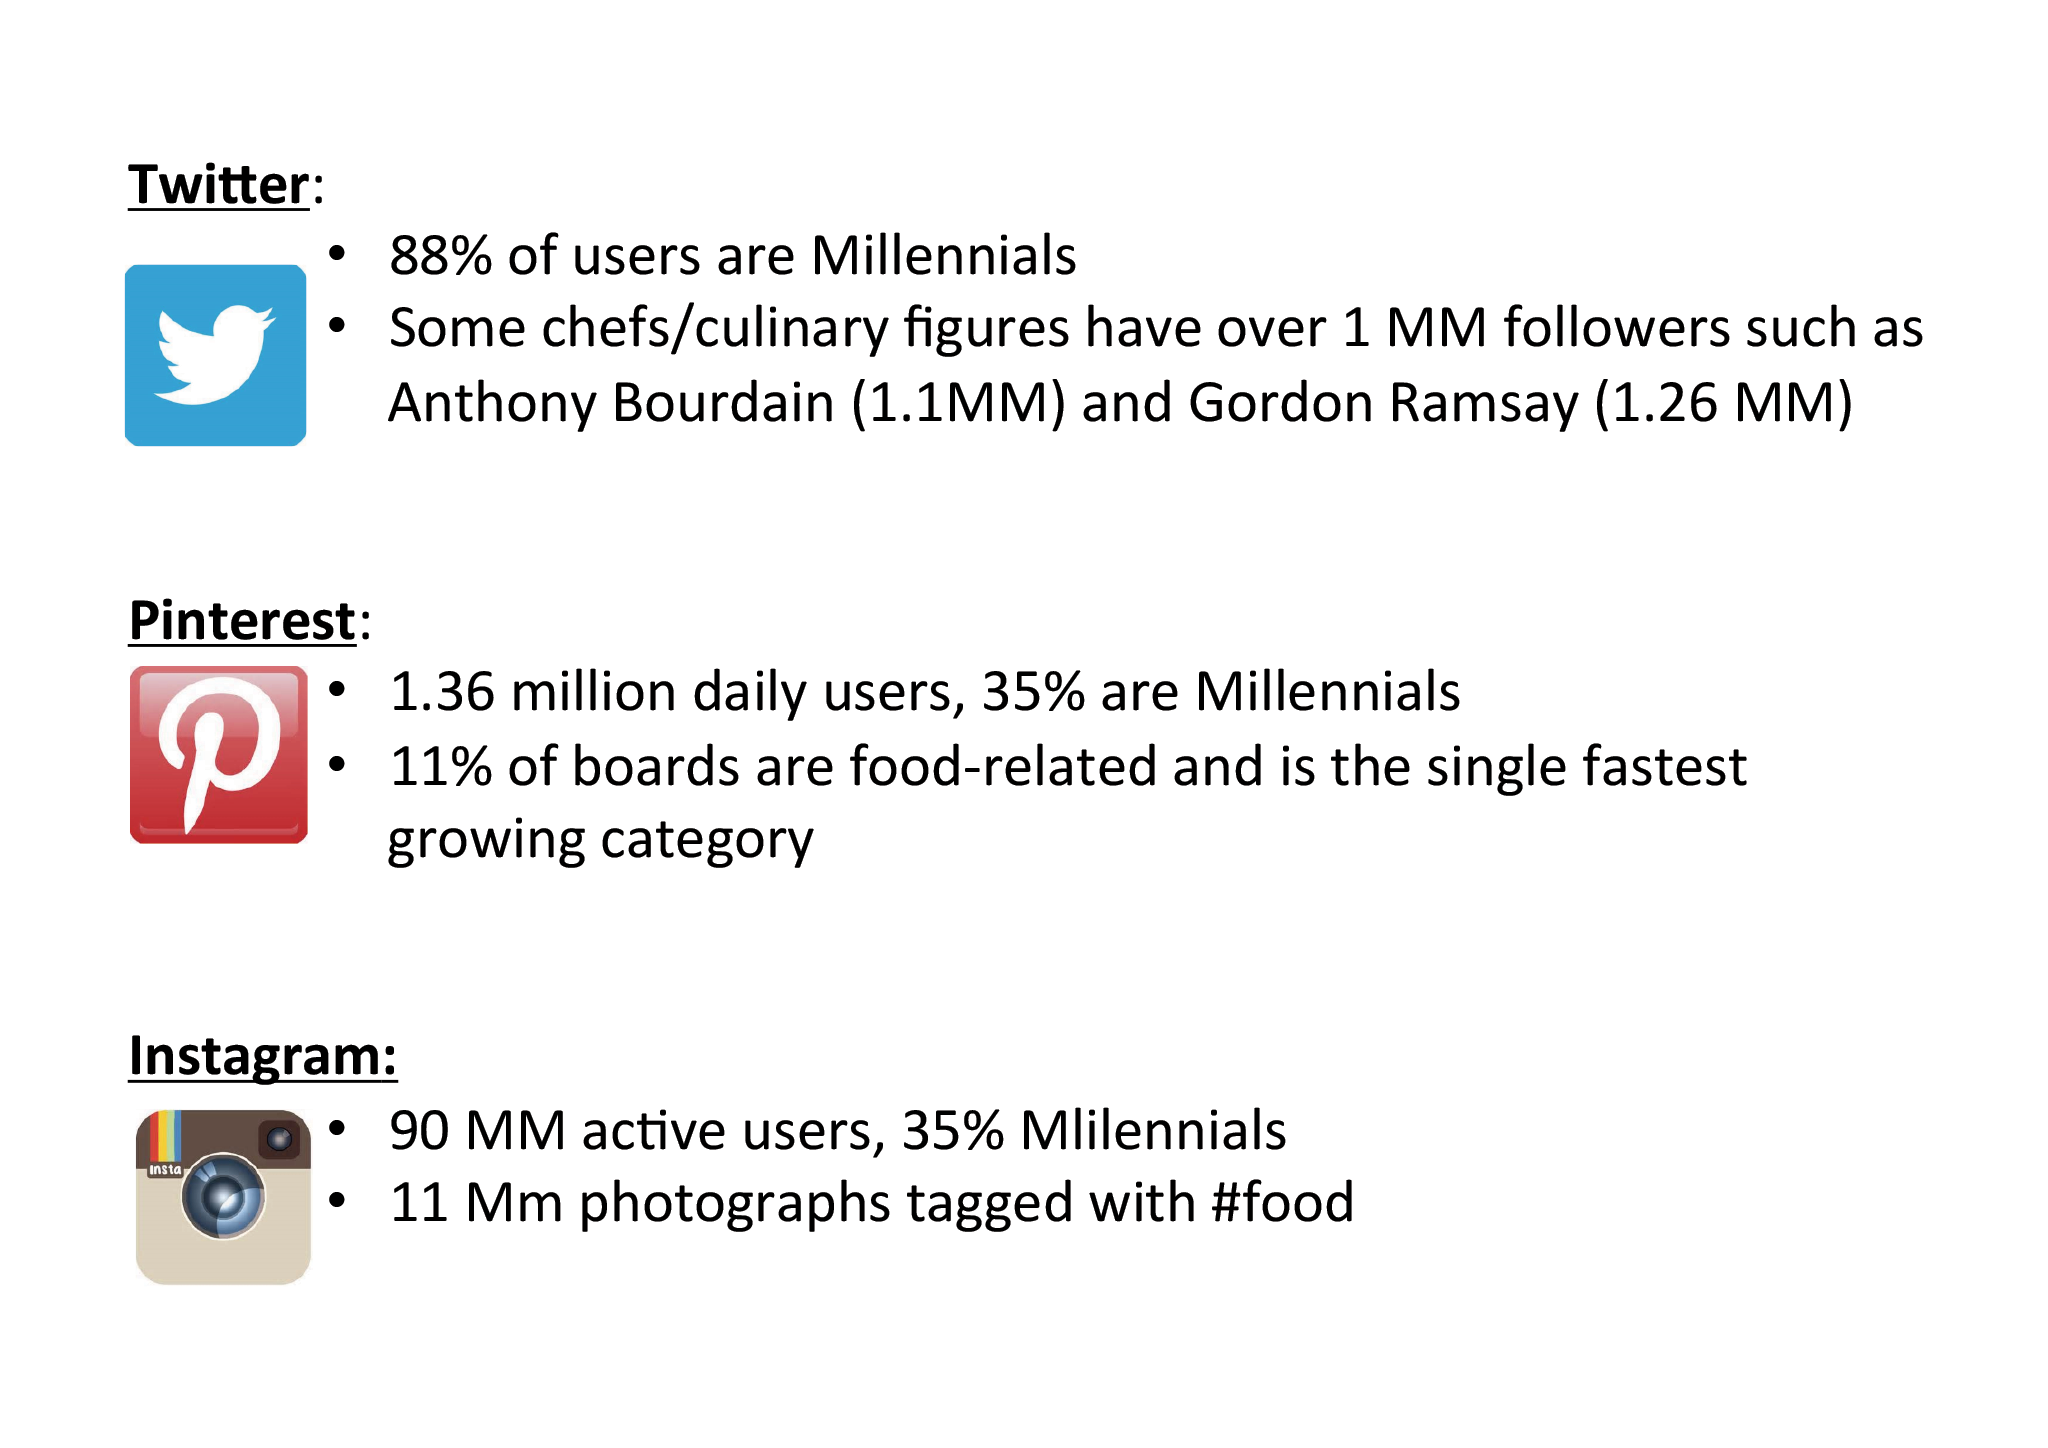 Twitter:
• 88% of users are Millennials
• Some chefs/culinary figures have over 1 MM followers such as
Anthony Bourdain (1.1MM) and Gordon Ramsay (1.26 MM)
Pinterest:
• 1.36 million daily users, 35% are Millennials
• 11% of boards are food-related and is the single fastest
growing category
Instagram:
Insta
• 90 MM active users, 35% Mlilennials
• 11 Mm photographs tagged with #food